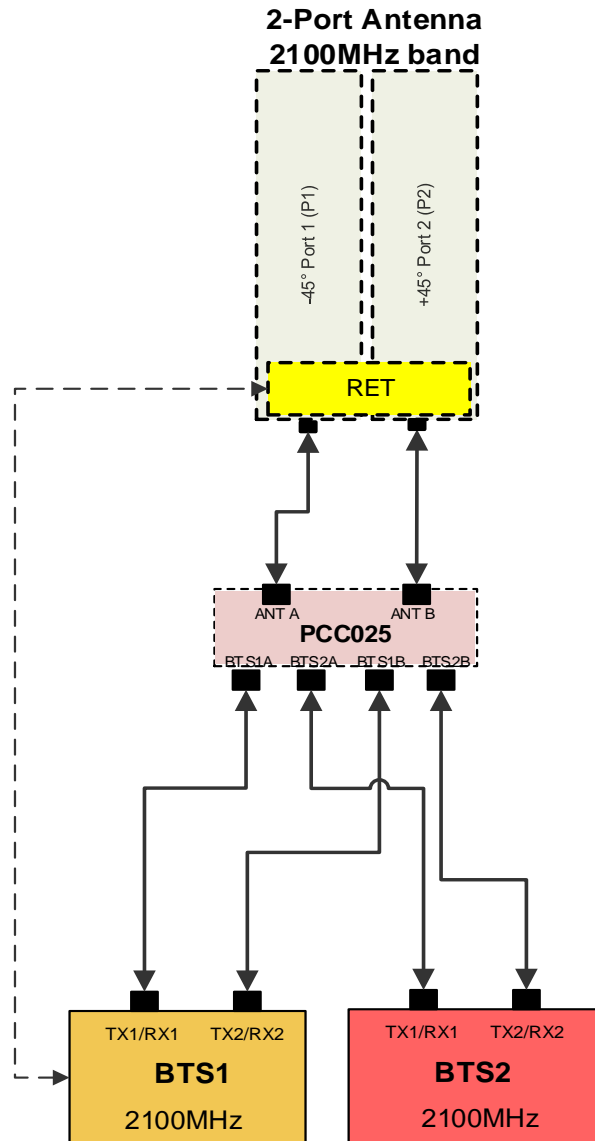 2-Port Antenna
2100MHz band
-45° Port 1 (P1)
+45° Port 2 (P2)
RET
ANT A
ANT B
PCC025
BTS1A
BTS2A
BTS1B
BTS2B
TX1/RX1
TX2/RX2
BTS1
2100MHz
TX1/RX1
TX2/RX2
BTS2
2100MHz